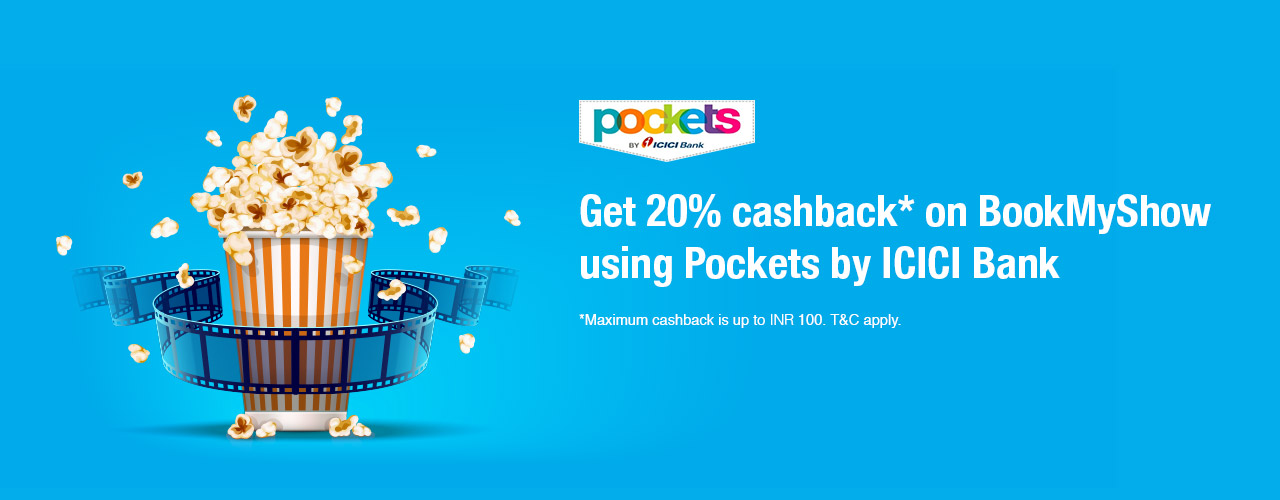 pockets
BY ICICI Bank
Get 20% cashback* on BookMyShow
using Pockets by ICICI Bank
*Maximum cashback is up to INR 100. T&C apply.